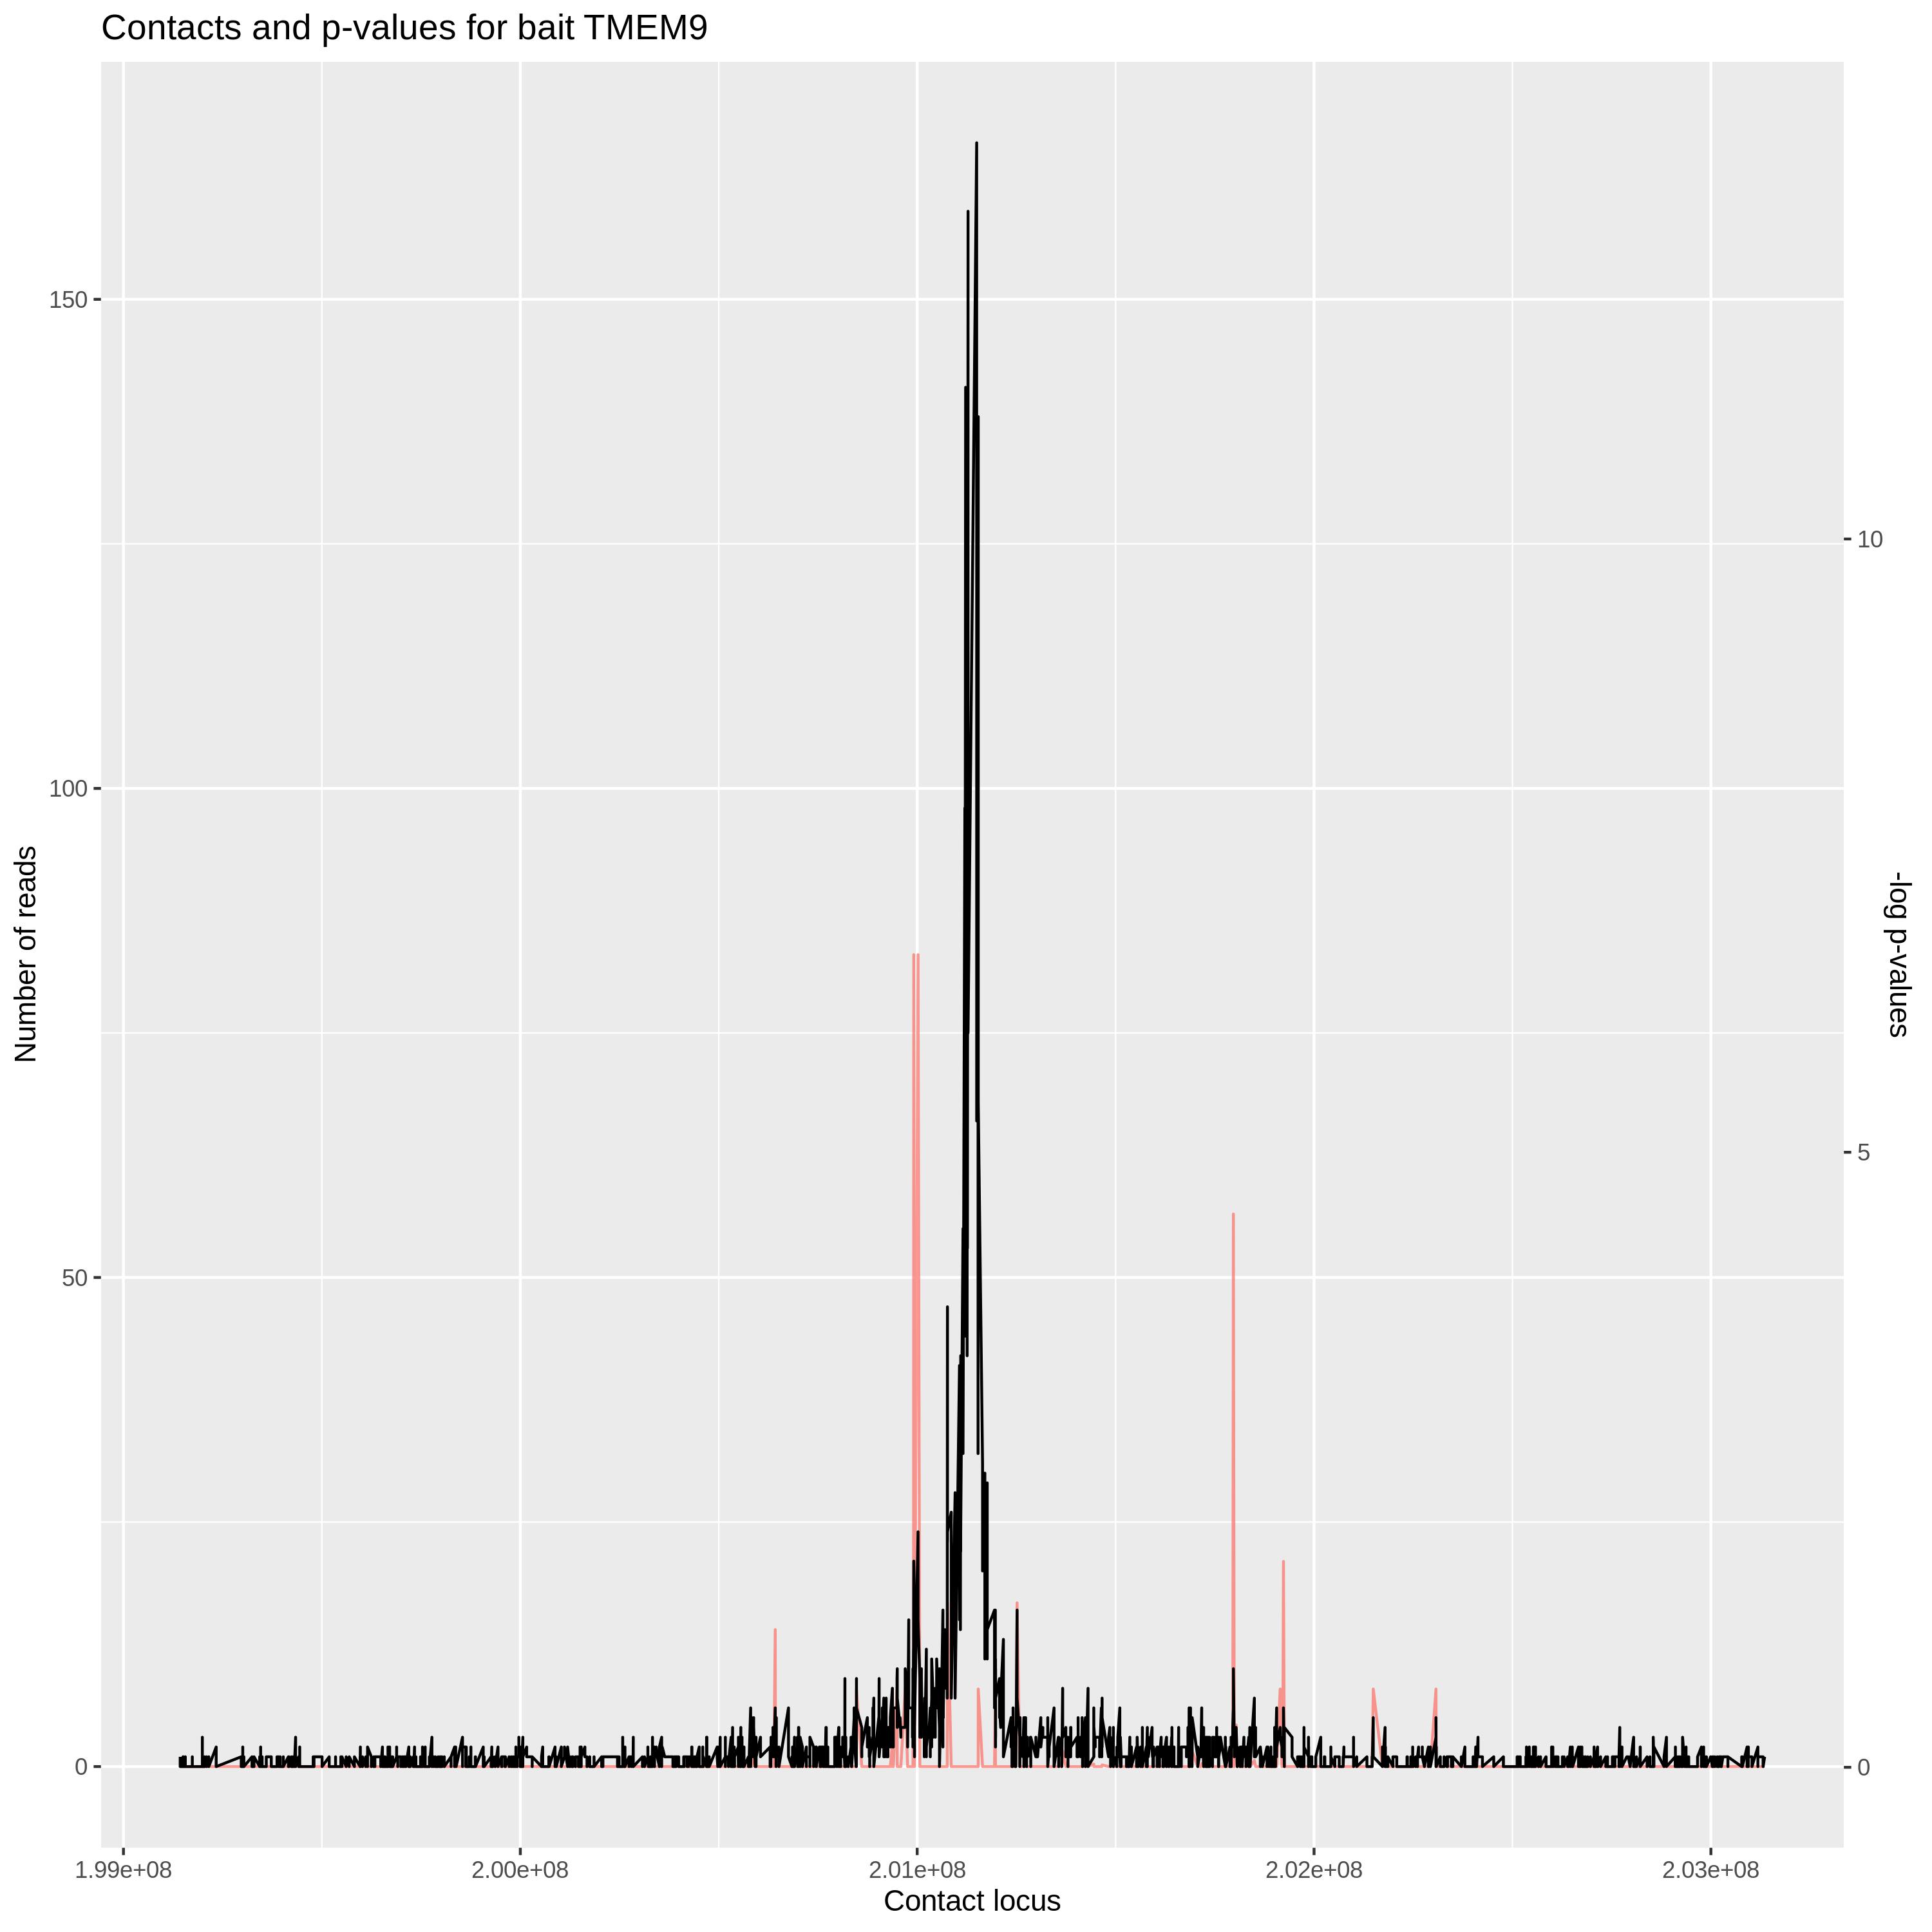 Contacts and p-values for bait TMEM9
150
100
50
0
Number of reads
10
5
0
-log p-values
1.99e+08 2.00e+08 2.01e+08 2.02e+08 2.03e+08
Contact locus